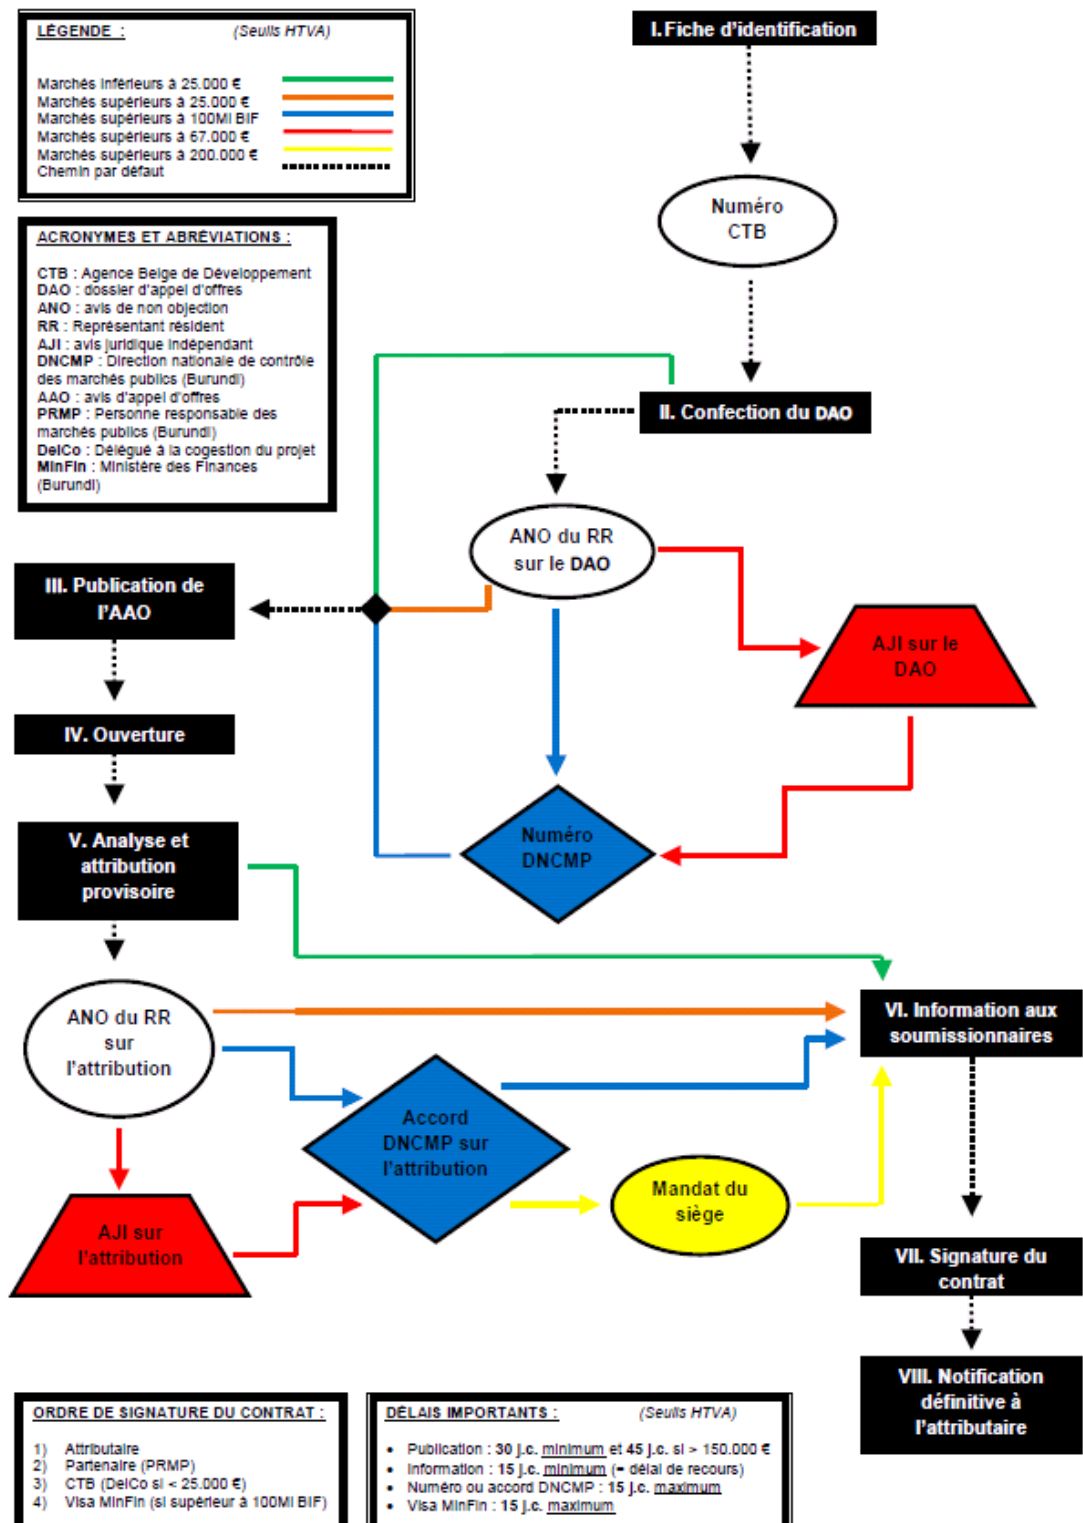 LÉGENDE : (Seuils HTVA)
Marchés inférieurs à 25.000 €
Marchés supérieurs à 25.000 €
Marchés supérieurs à 100MI BIF
Marchés supérieurs à 67.000 €
Marchés supérieurs à 200.000 €
Chemin par défaut
ACRONYMES ET ABRÉVIATIONS :
CTB : Agence Belge de Développement
DAO : dossier d'appel d'offres
ANO : avis de non objection
RR : Représentant résident
AJI : avis juridique indépendant
DNCMP : Direction nationale de contrôle
des marchés publics (Burundi)
AAO : avis d'appel d'offres
PRMP : Personne responsable des
marchés publics (Burundi)
DelCo : Délégué à la cogestion du projet
MinFin : Ministère des Finances
(Burundi)
I. Fiche d'identification
Numéro
CTB
II. Confection du DAO
ANO du RR
sur le DAO
III. Publication de
l'AAO
AJI sur le
DAO
IV. Ouverture
Numéro
DNCMP
V. Analyse et
attribution
provisoire
ANO du RR
sur
l'attribution
VI. Information aux
soumissionnaires
Accord
DNCMP sur
l'attribution
Mandat du
siège
AJI sur
l'attribution
VII. Signature du
contrat
VIII. Notification
définitive à
l'attributaire
ORDRE DE SIGNATURE DU CONTRAT :
1) Attributaire
2) Partenaire (PRMP)
3) CTB (DelCo si < 25.000 €)
4) Visa MinFin (si supérieur à 100MI BIF)
DÉLAIS IMPORTANTS : (Seuils HTVA)
• Publication : 30 j.c. minimum et 45 j.c. si > 150.000 €
• Information : 15 j.c. minimum (= délai de recours)
• Numéro ou accord DNCMP : 15 j.c. maximum
• Visa MinFin : 15 j.c. maximum